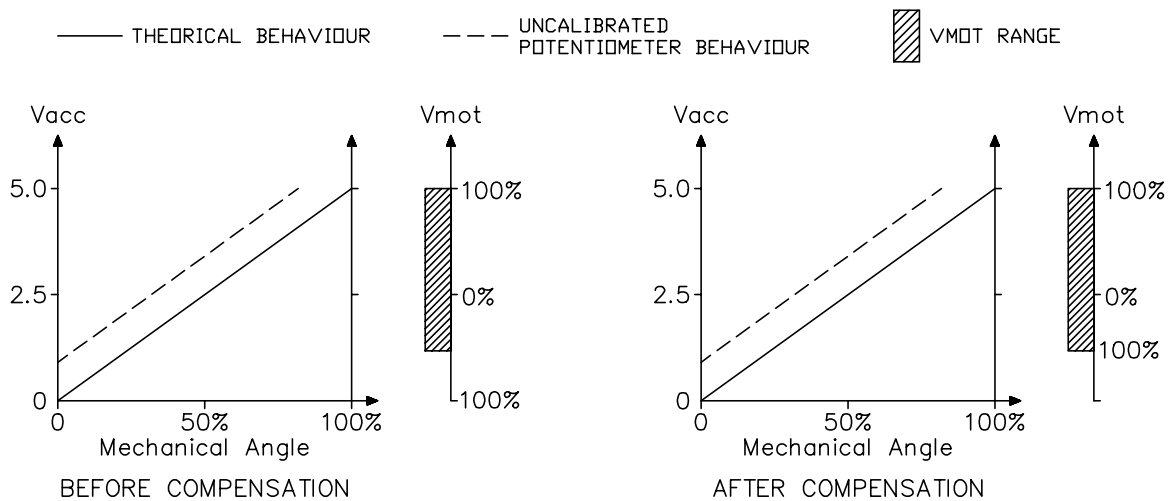 THEORICAL BEHAVIOUR
UNCALIBRATED
POTENTIOMETER BEHAVIOUR
VMOT RANGE
Vacc
Vmot
5.0
100%
2.5
0%
0
100%
0
50%
100%
Mechanical Angle
BEFORE COMPENSATION
Vacc
Vmot
5.0
100%
2.5
0%
100%
0
0
50%
100%
Mechanical Angle
AFTER COMPENSATION